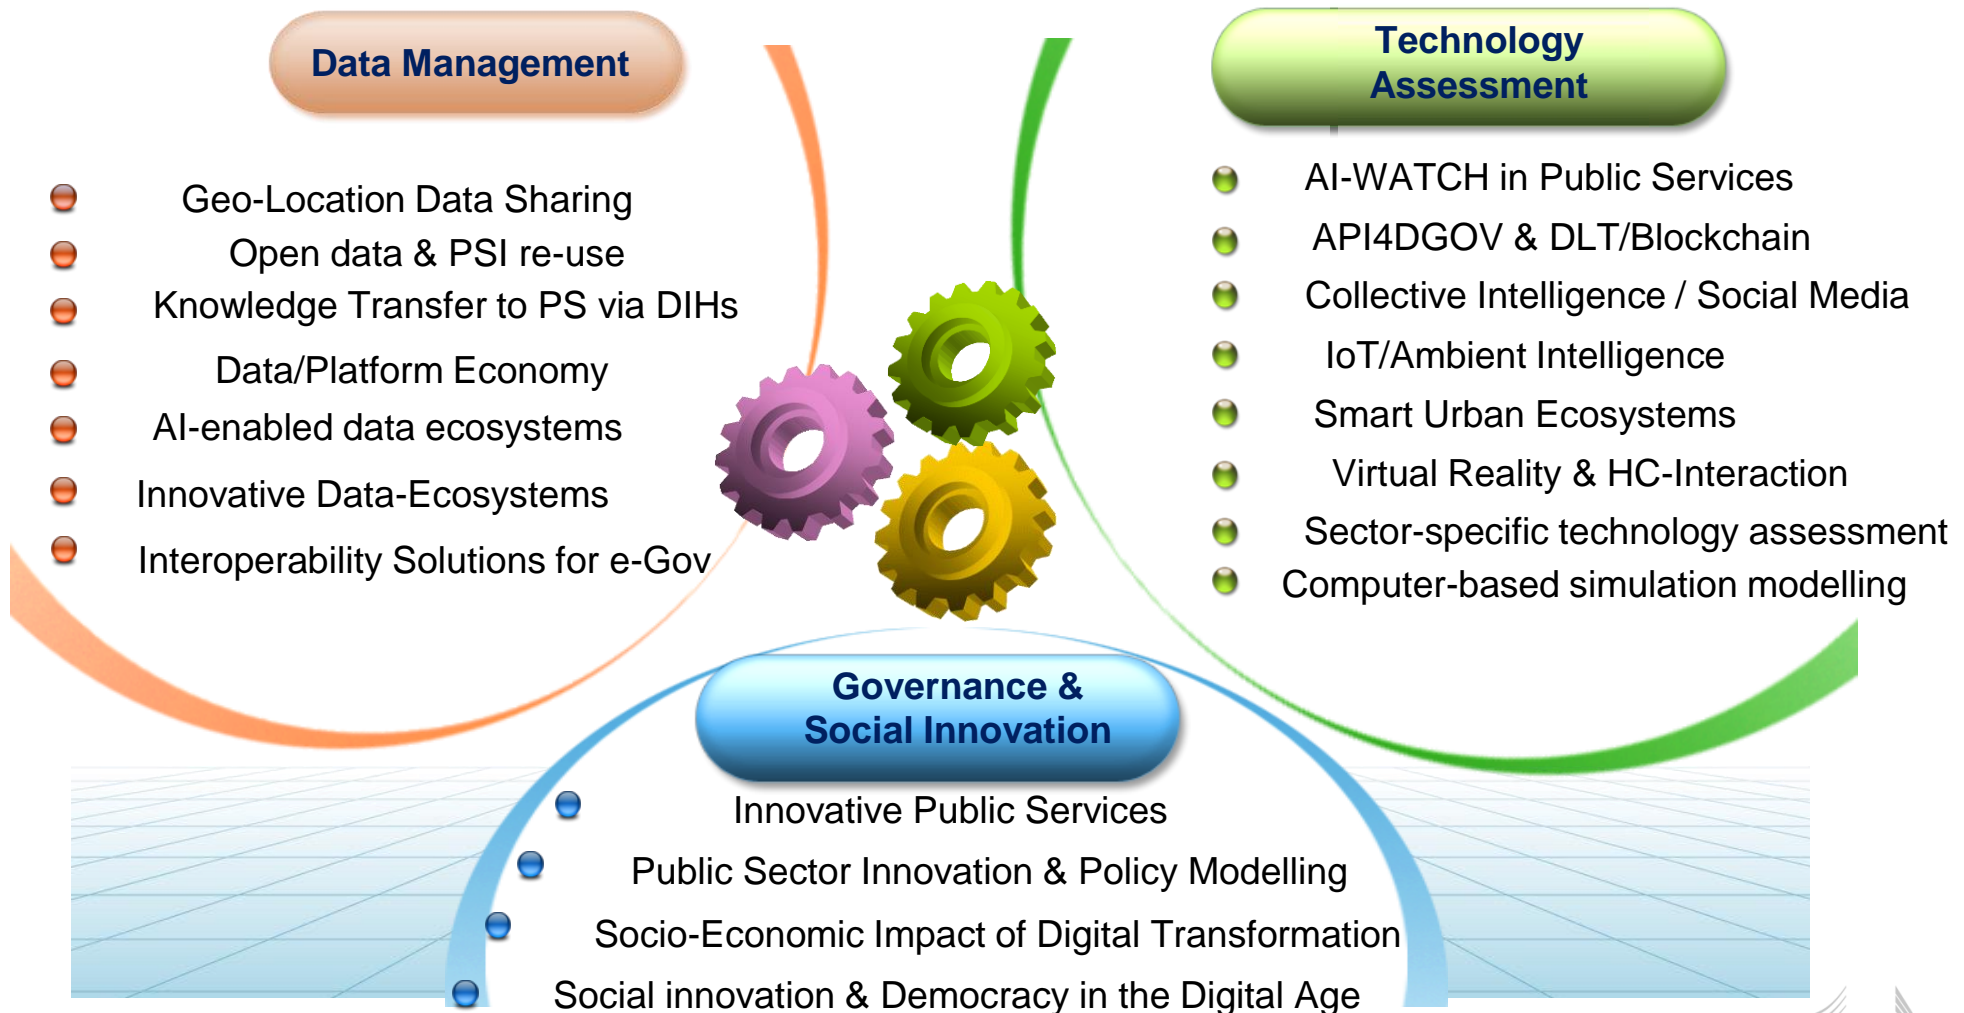 Data Management
Geo-Location Data Sharing
Open data & PSI re-use
Knowledge Transfer to PS via DIHs
Data/Platform Economy
AI-enabled data ecosystems
Innovative Data-Ecosystems
Interoperability Solutions for e-Gov
Technology
Assessment
AI-WATCH in Public Services
API4DGOV & DLT/Blockchain
Collective Intelligence / Social Media
IoT/Ambient Intelligence
Smart Urban Ecosystems
Virtual Reality & HC-Interaction
Sector-specific technology assessment
Computer-based simulation modelling
Governance &
Social Innovation
Innovative Public Services
Public Sector Innovation & Policy Modelling
Socio-Economic Impact of Digital Transformation
Social innovation & Democracy in the Digital Age